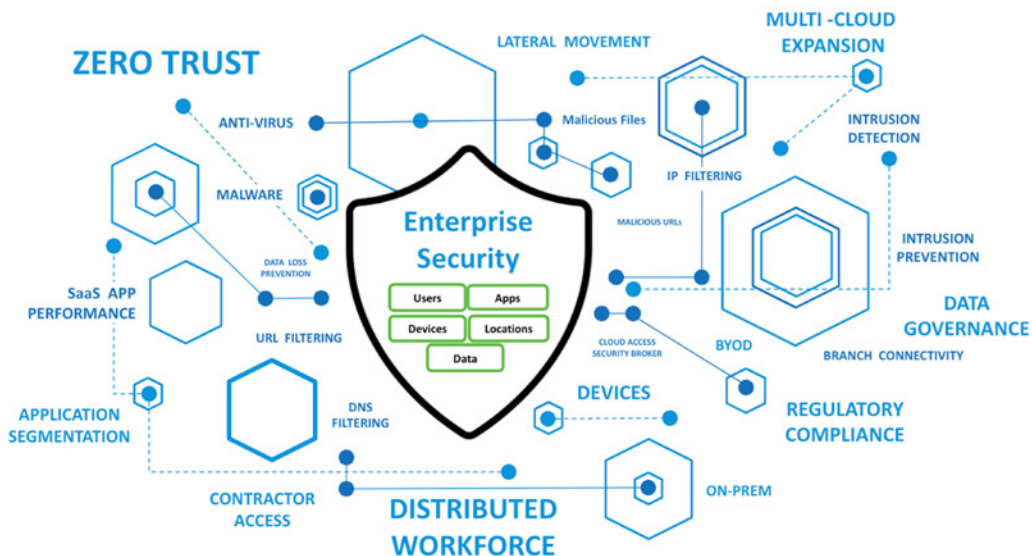 MULTI -CLOUD
EXPANSION
LATERAL MOVEMENT
ZERO TRUST
ANTI-VIRUS
Malicious Files
INTRUSION
DETECTION
IP FILTERING
MALWARE
Enterprise
Security
MALICIOUS URLs
DATA LOSS
PREVENTION
INTRUSION
PREVENTION
SaaS APP
PERFORMANCE
Users
Apps
Devices
Locations
Data
DATA
GOVERNANCE
URL FILTERING
CLOUD ACCESS
SECURITY BROKER
BYOD
BRANCH CONNECTIVITY
DEVICES
APPLICATION
SEGMENTATION
DNS
FILTERING
REGULATORY
COMPLIANCE
CONTRACTOR
ACCESS
DISTRIBUTED
WORKFORCE
ON-PREM